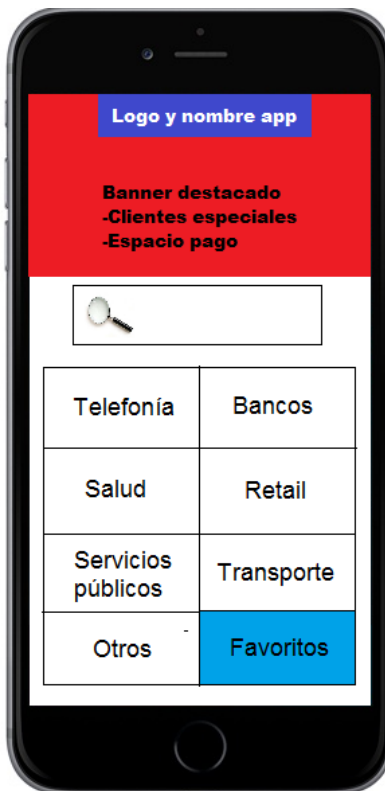 Logo y nombre app
Banner destacado
-Clientes especiales
-Espacio pago
Telefonía
Bancos
Salud
Retail
Servicios
públicos
Transporte
Otros
Favoritos